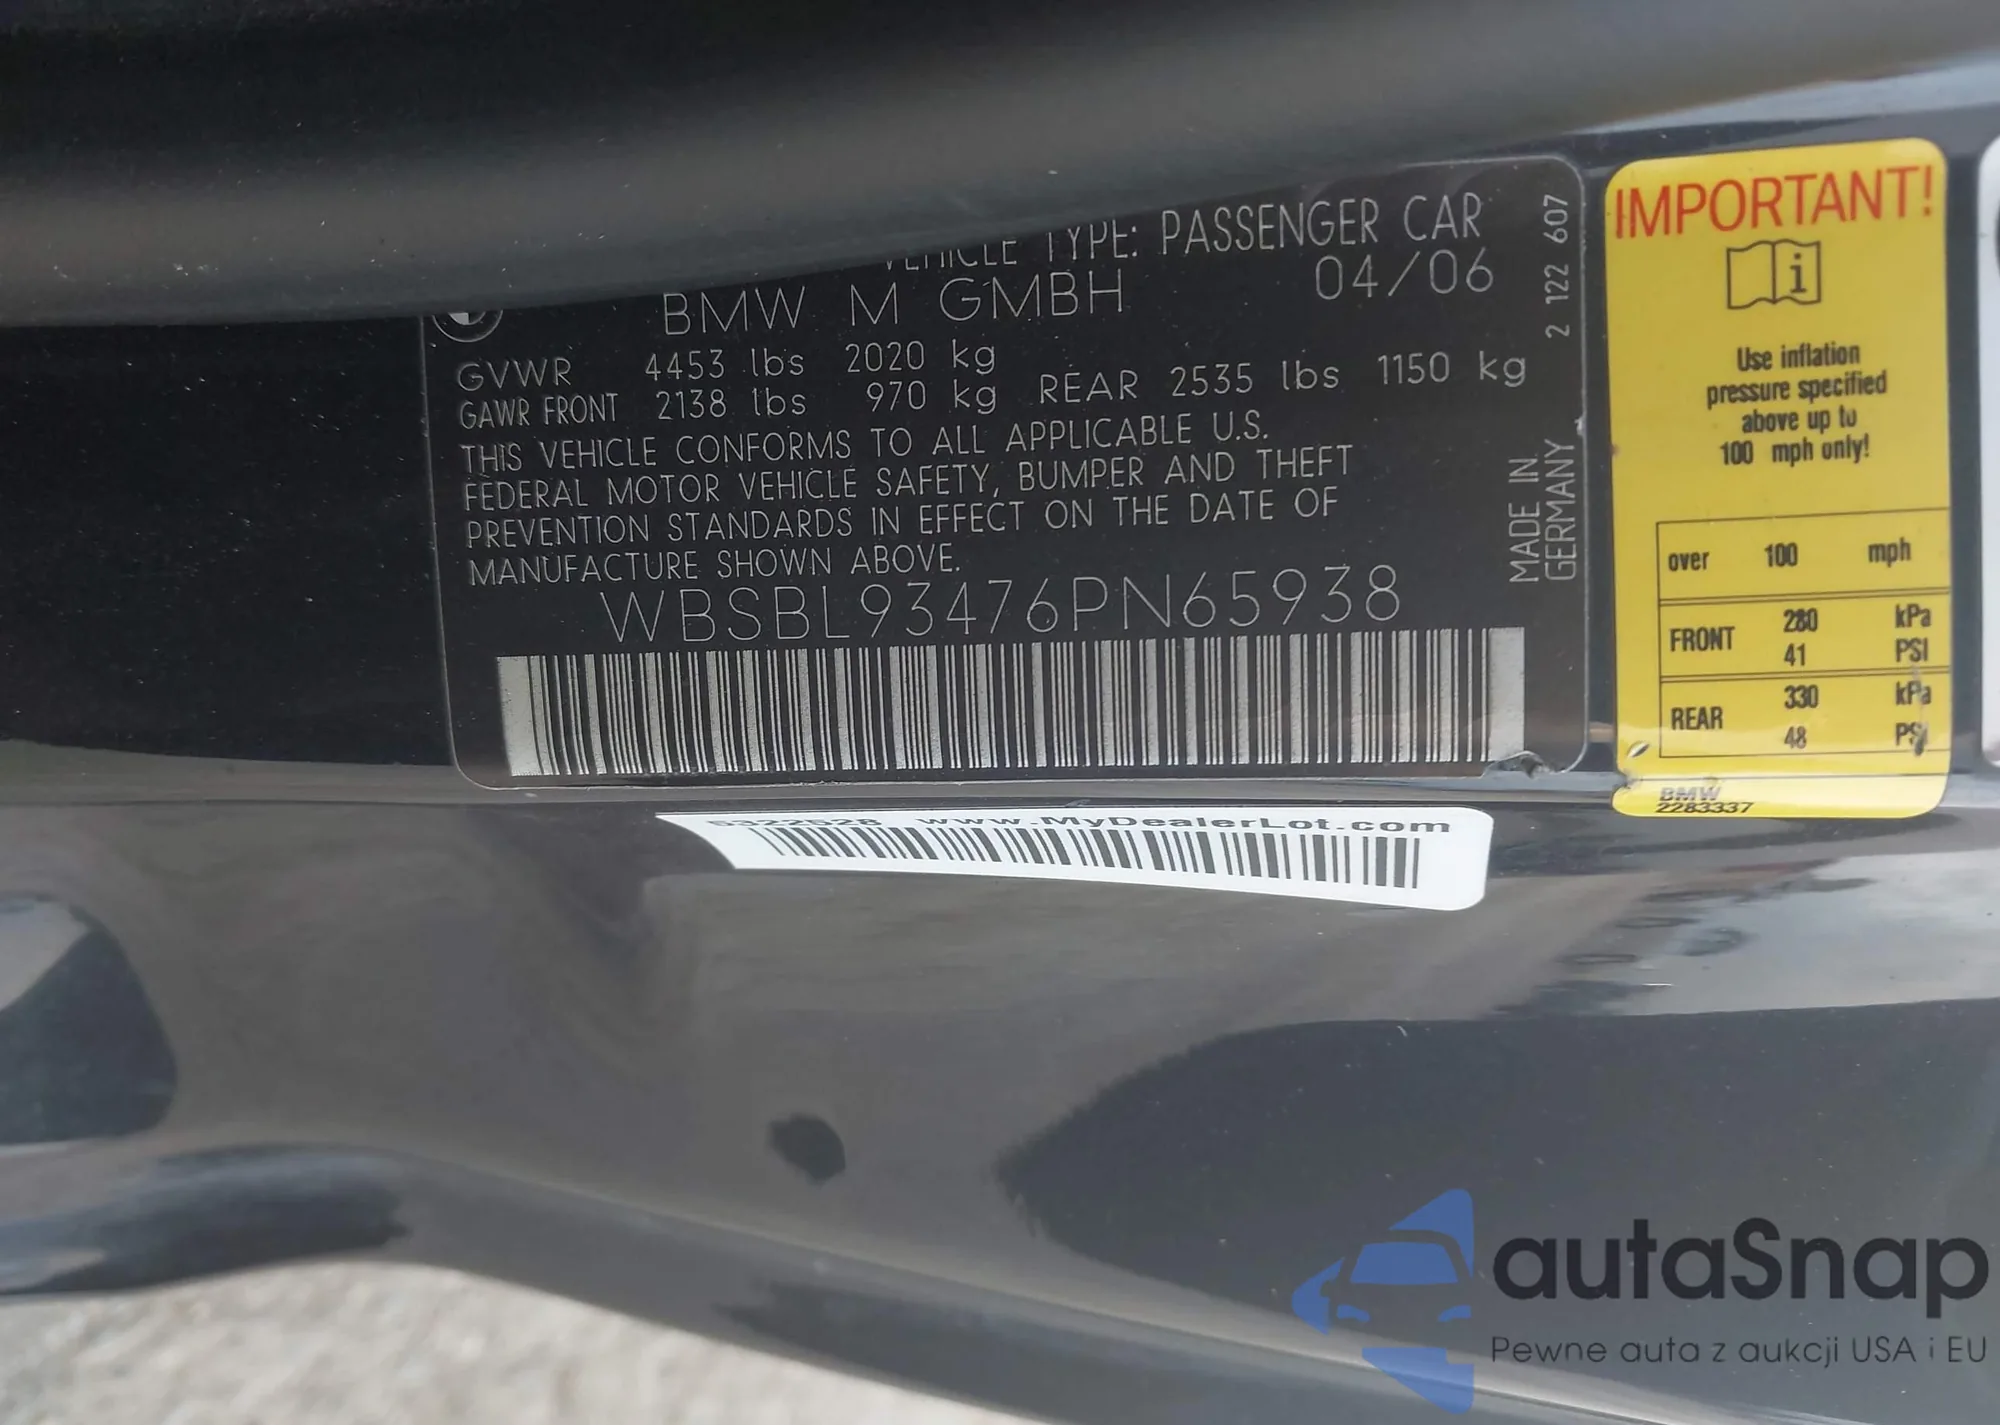 VEHICLE TYPE: PASSENGER CAR
BMW M GMBH 04/06
GVWR 4453 lbs 2020 kg
GAWR FRONT 2138 lbs 970 kg REAR 2535 lbs 1150 kg
THIS VEHICLE CONFORMS TO ALL APPLICABLE U.S.
FEDERAL MOTOR VEHICLE SAFETY, BUMPER AND THEFT
PREVENTION STANDARDS IN EFFECT ON THE DATE OF
MANUFACTURE SHOWN ABOVE.
WBSBL93476PN65938
2 122 607
MADE IN
GERMANY
IMPORTANT!
i
Use inflation
pressure specified
above up to
100 mph only!
over 100 mph
FRONT 280 kPa
41 PSI
REAR 330 kPa
48 PSI
BMW
2283337
5322528 www.MyDealerLot.com
autaSnap
Pewne auta z aukcji USA i EU